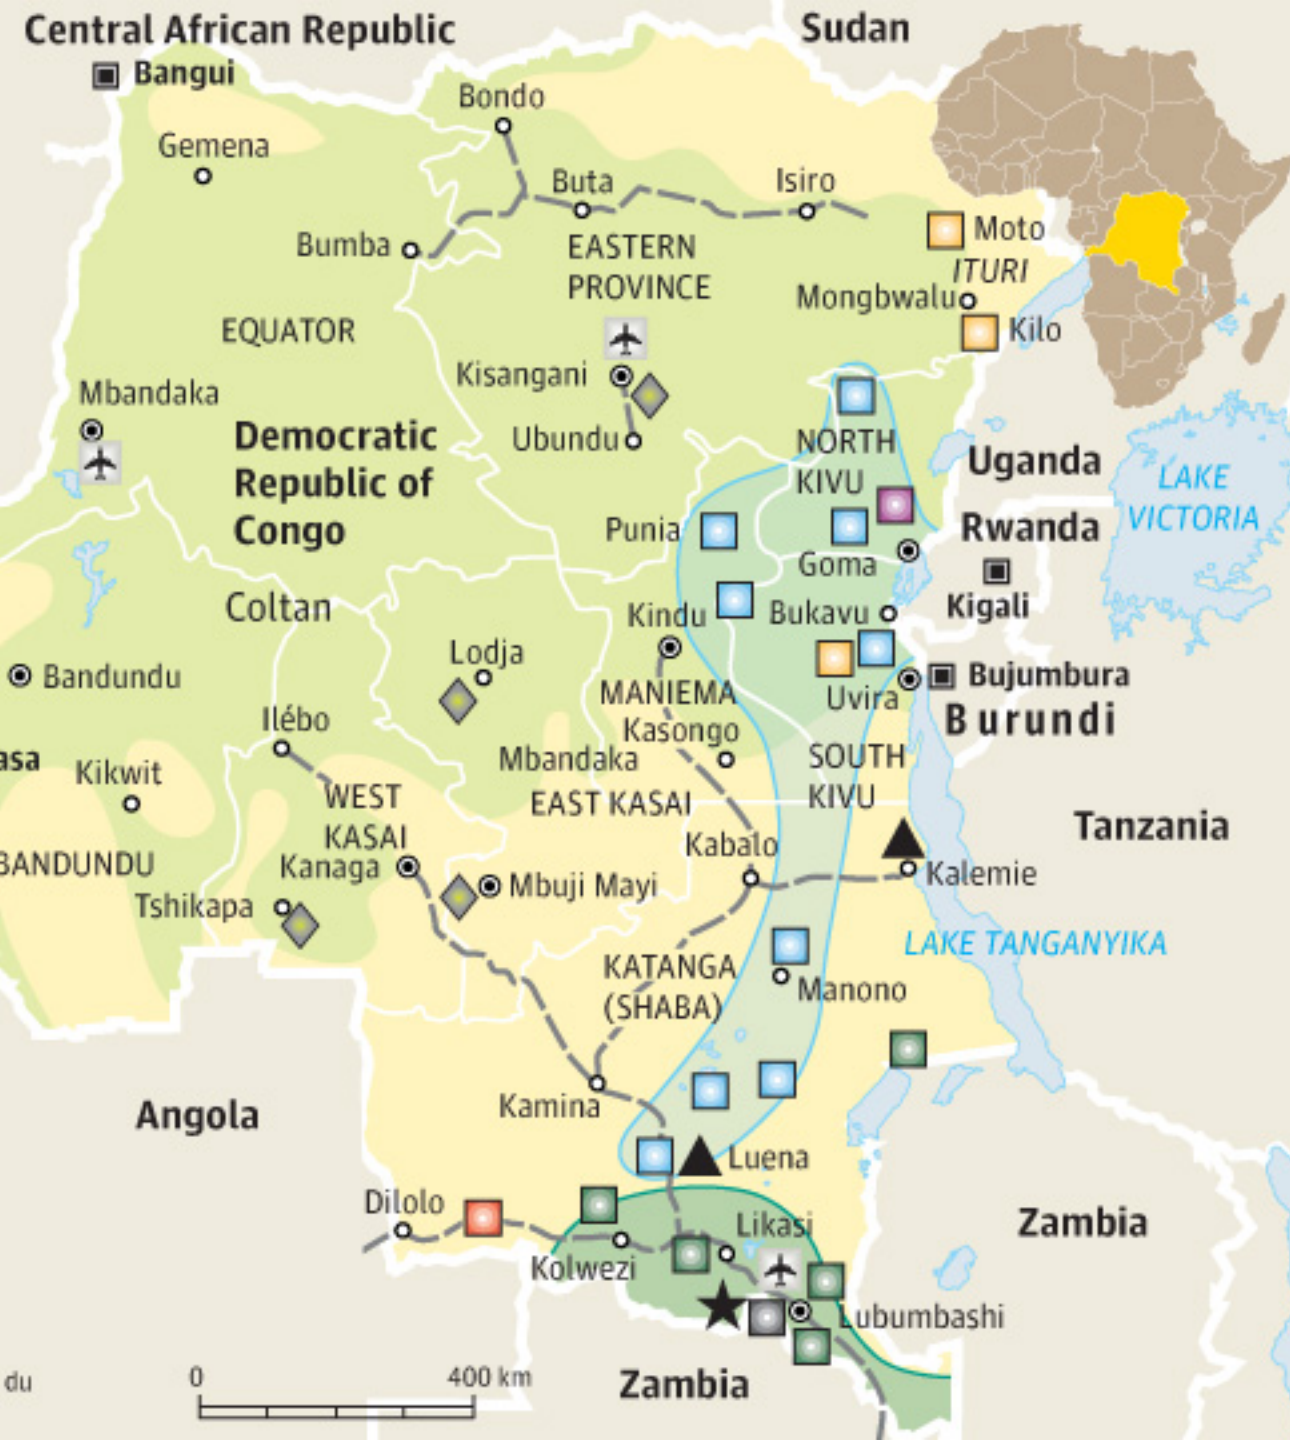 Central African Republic
Sudan
Bangui
Bondo
Gemena
Buta
Isiro
Moto
Bumba
EASTERN
PROVINCE
ITURI
Mongbwalu
EQUATOR
Kilo
Kisangani
Mbandaka
Democratic
Republic of
Congo
Ubundu
NORTH
KIVU
Uganda
LAKE
VICTORIA
Punia
Rwanda
Goma
Kigali
Coltan
Kindu
Bukavu
Lodja
Bandundu
MANIEMA
Uvira
Bujumbura
Burundi
Ilébo
Kasongo
asa
Kikwit
Mbandaka
SOUTH
KIVU
WEST
KASAI
EAST KASAI
Tanzania
Kabalo
BANDUNDU
Kanaga
Kalemie
Mbuji Mayi
Tshikapa
LAKE TANGANYIKA
KATANGA
(SHABA)
Manono
Kamina
Angola
Luena
Dilolo
Likasi
Zambia
Kolwezi
Lubumbashi
du
0
400 km
Zambia